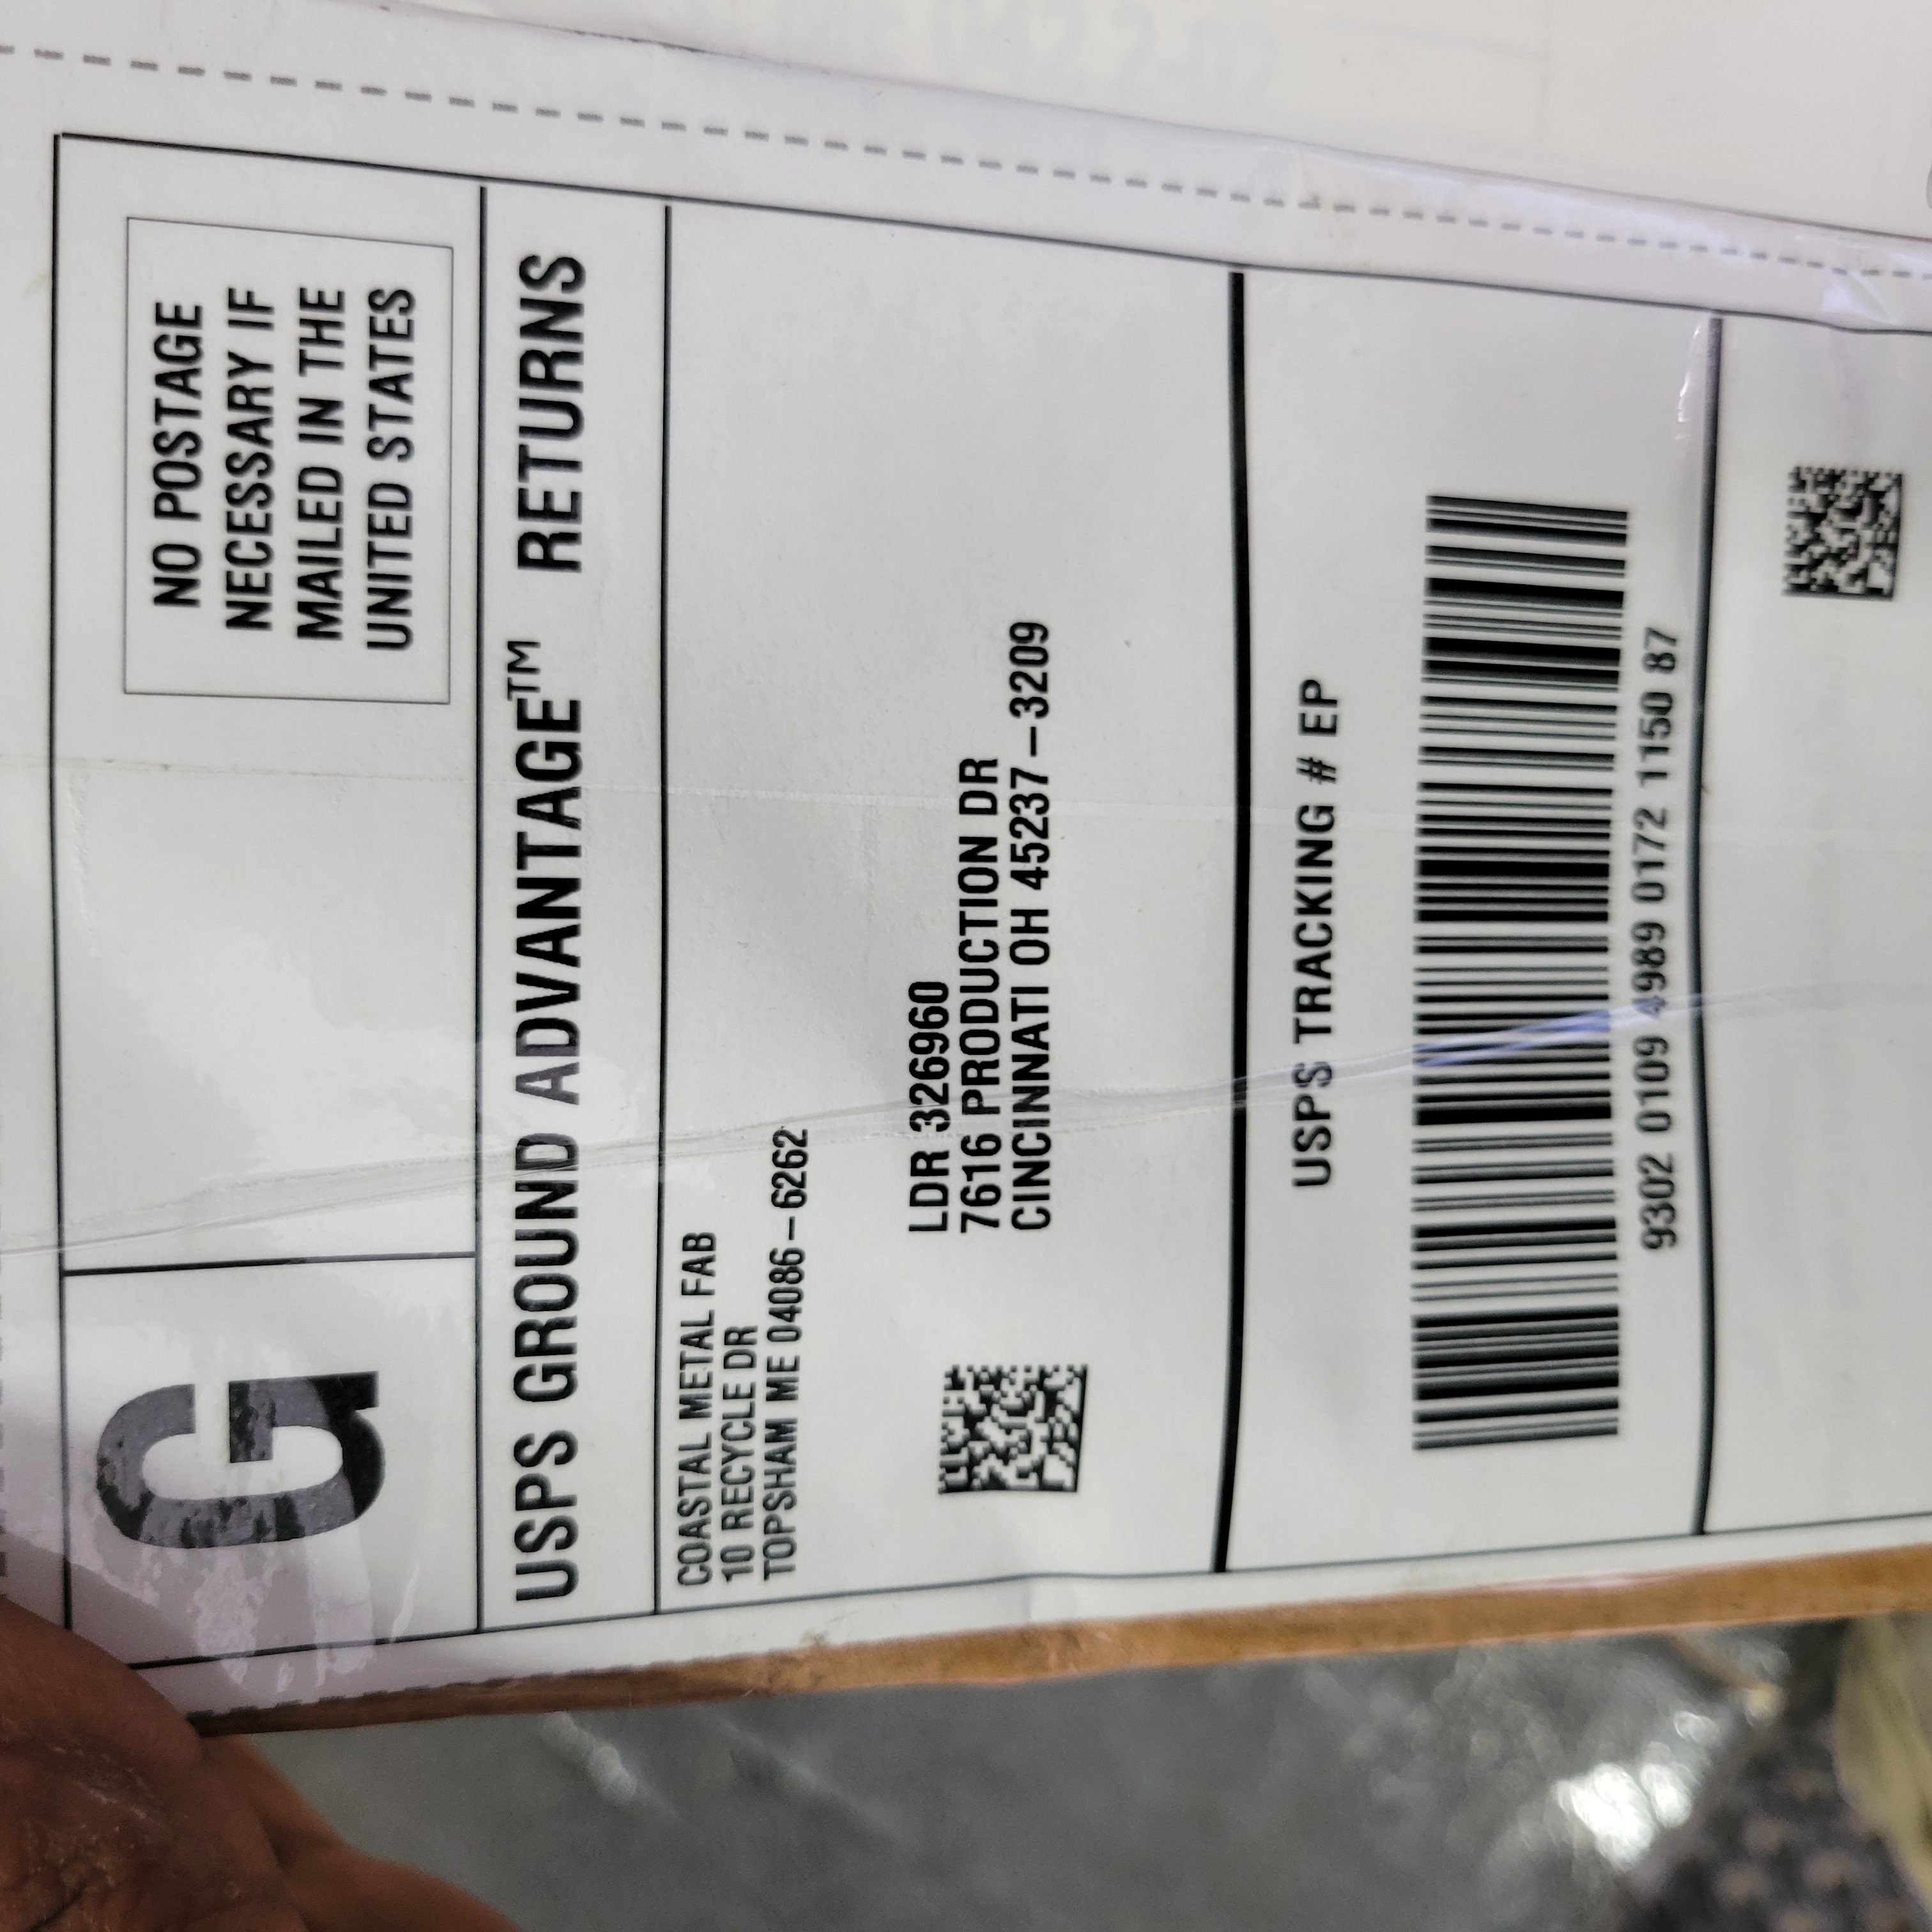 G
NO POSTAGE
NECESSARY IF
MAILED IN THE
UNITED STATES
USPS GROUND ADVANTAGE™ RETURNS
COASTAL METAL FAB
10 RECYCLE DR
TOPSHAM ME 04086-6262
LDR 326960
7616 PRODUCTION DR
CINCINNATI OH 45237-3209
USPS TRACKING # EP
9302 0109 4989 0172 1150 87